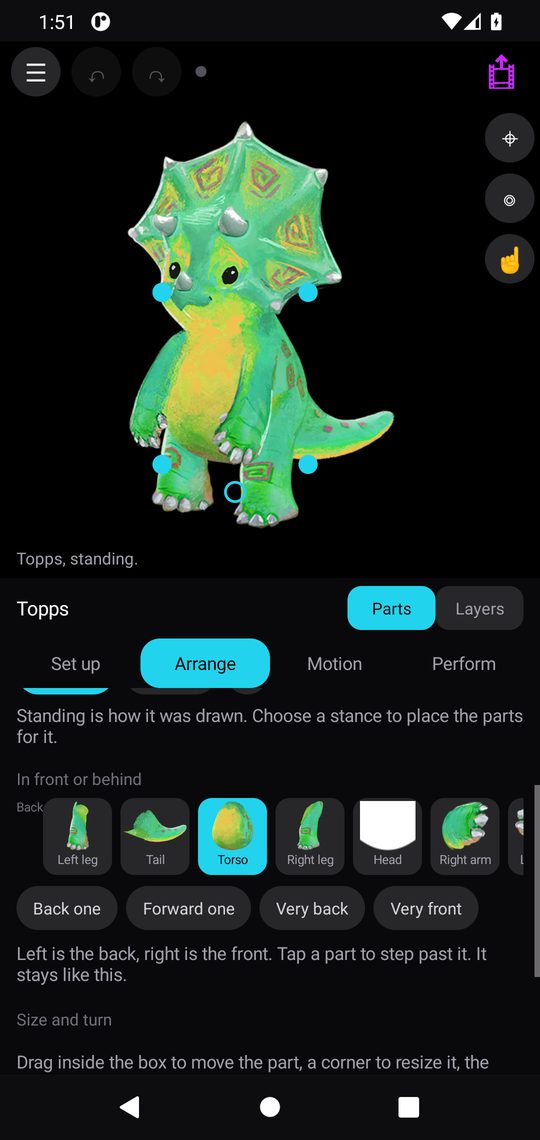 1:51
Topps, standing.
Topps
Parts
Layers
Set up
Arrange
Motion
Perform
Standing is how it was drawn. Choose a stance to place the parts
for it.
In front or behind
Back
Left leg
Tail
Torso
Right leg
Head
Right arm
Back one
Forward one
Very back
Very front
Left is the back, right is the front. Tap a part to step past it. It
stays like this.
Size and turn
Drag inside the box to move the part, a corner to resize it, the